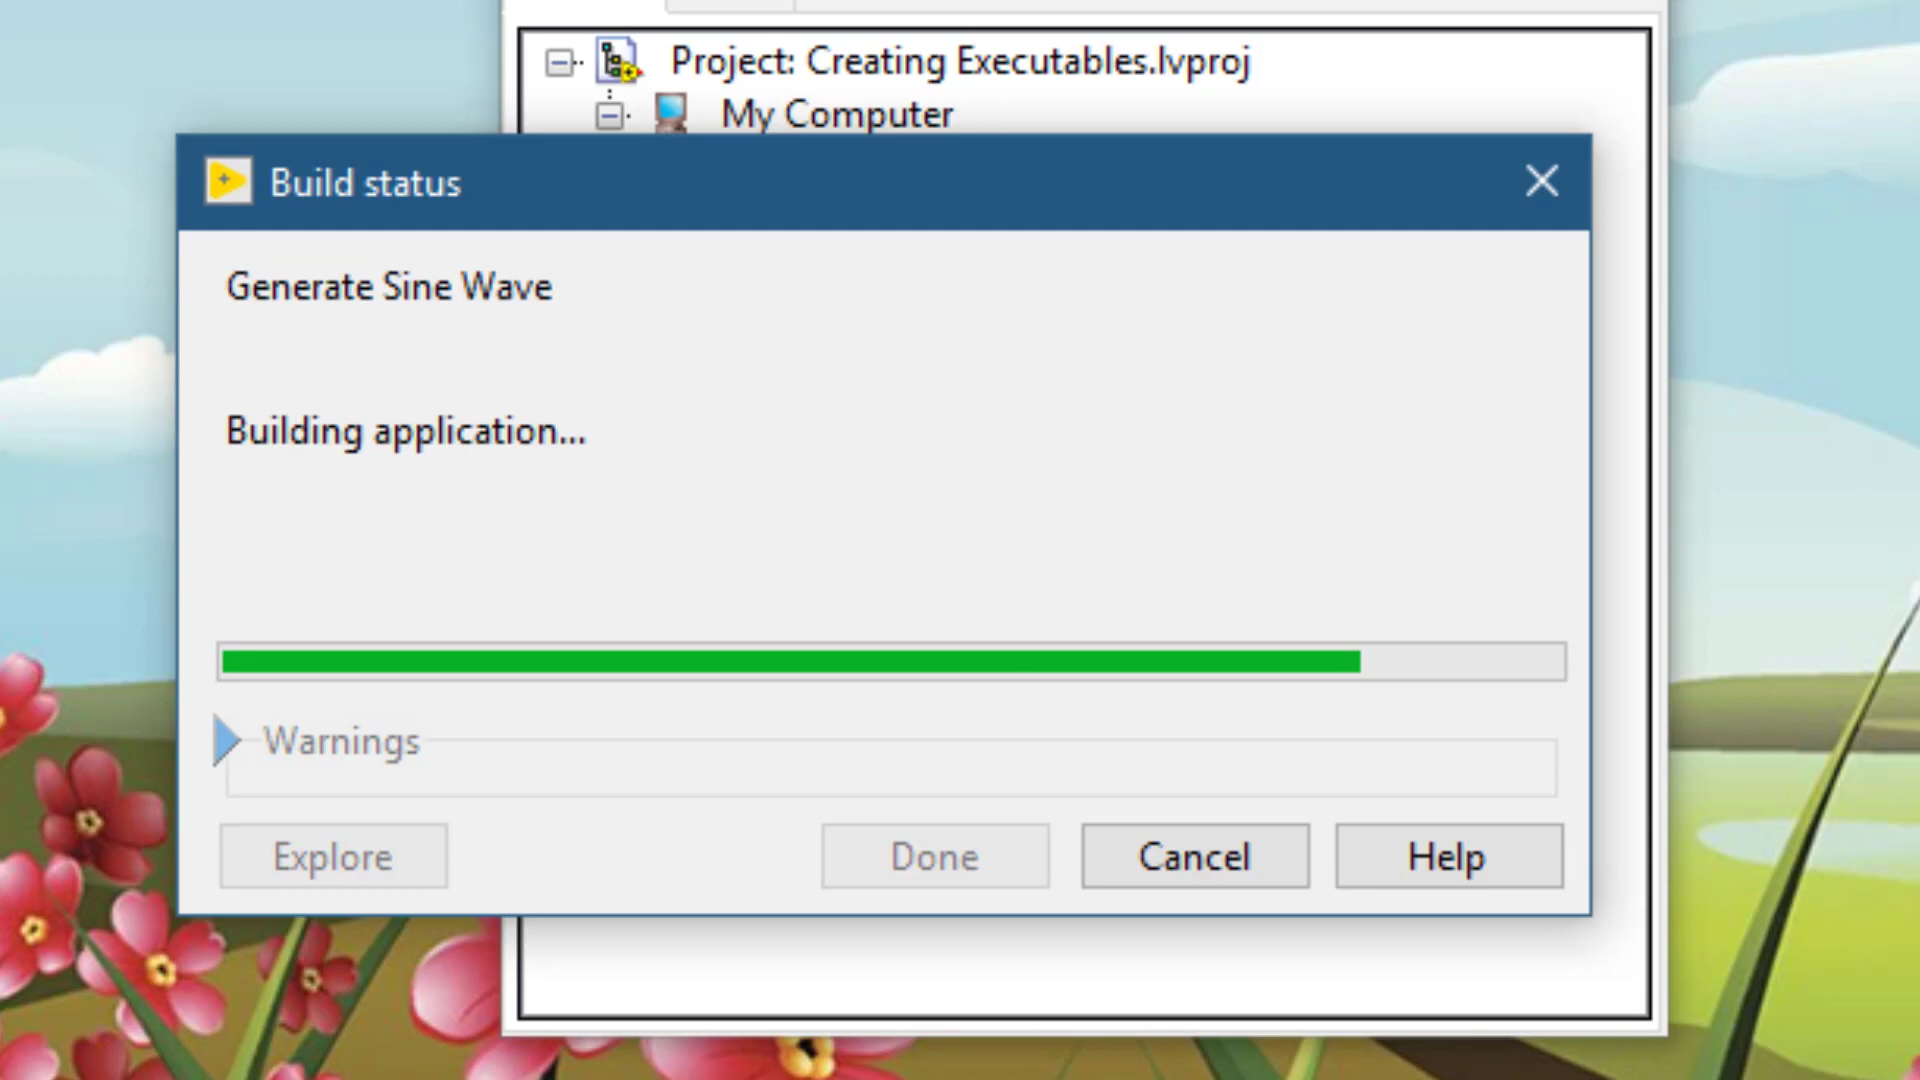 Project: Creating Executables.lvproj
My Computer
Build status
Generate Sine Wave
Building application...
Warnings
Explore
Done
Cancel
Help